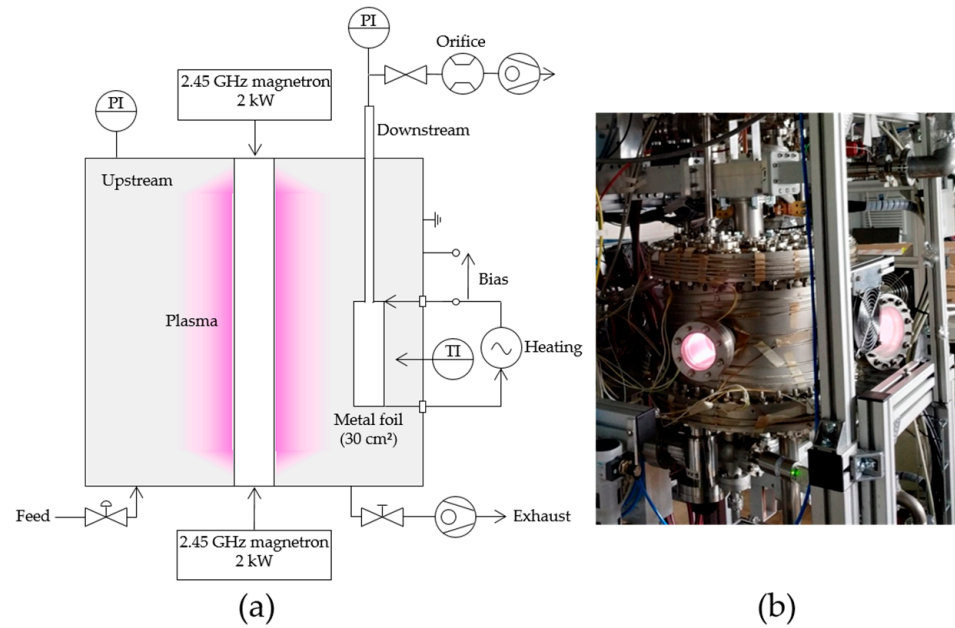 PI
Orifice
2.45 GHz magnetron
2 kW
PI
Downstream
Upstream
Bias
Plasma
TI
Heating
Metal foil
(30 cm²)
Feed
Exhaust
2.45 GHz magnetron
2 kW
(a)
(b)